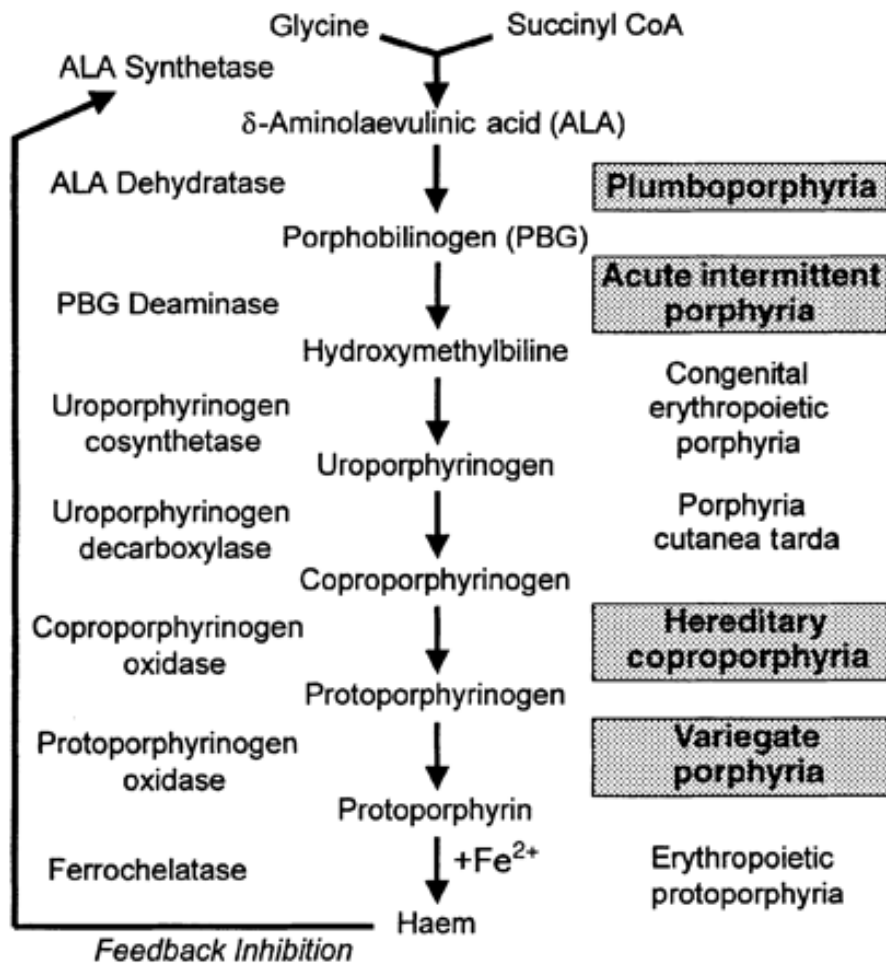 Glycine Succinyl CoA
ALA Synthetase
δ-Aminolaevulinic acid (ALA)
ALA Dehydratase
Plumboporphyria
Porphobilinogen (PBG)
PBG Deaminase
Acute intermittent
porphyria
Hydroxymethylbiline
Uroporphyrinogen
cosynthetase
Congenital
erythropoietic
porphyria
Uroporphyrinogen
Uroporphyrinogen
decarboxylase
Porphyria
cutanea tarda
Coproporphyrinogen
Coproporphyrinogen
oxidase
Hereditary
coproporphyria
Protoporphyrinogen
Protoporphyrinogen
oxidase
Variegate
porphyria
Protoporphyrin
Ferrochelatase
+Fe²⁺
Erythropoietic
protoporphyria
Haem
Feedback Inhibition